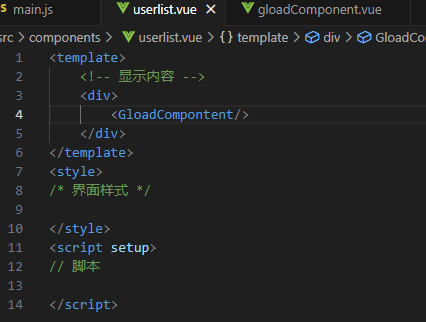 main.js userlist.vue × gloadComponent.vue
src > components > userlist.vue > {} template > div > GloadCo
1 <template>
2 <!-- 显示内容 -->
3 <div>
4 <GloadCompontent/>
5 </div>
6 </template>
7 <style>
8 /* 界面样式 */
9
10 </style>
11 <script setup>
12 // 脚本
13
14 </script>